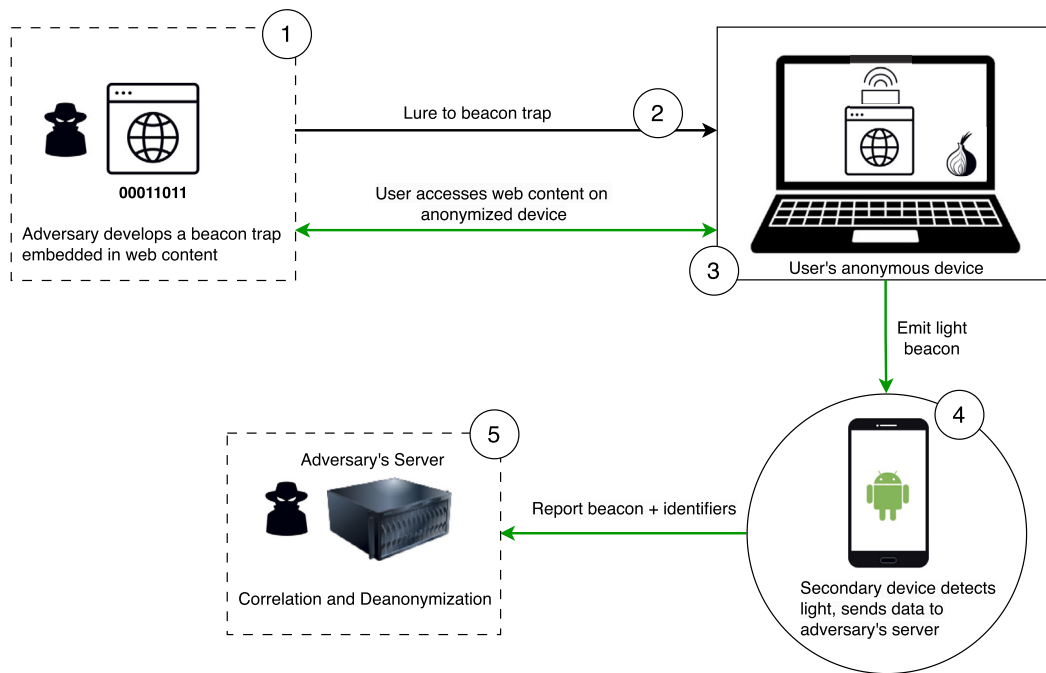 1
00011011
Adversary develops a beacon trap
embedded in web content
Lure to beacon trap
2
User accesses web content on
anonymized device
3
User's anonymous device
Emit light
beacon
4
Secondary device detects
light, sends data to
adversary's server
Report beacon + identifiers
5
Adversary's Server
Correlation and Deanonymization